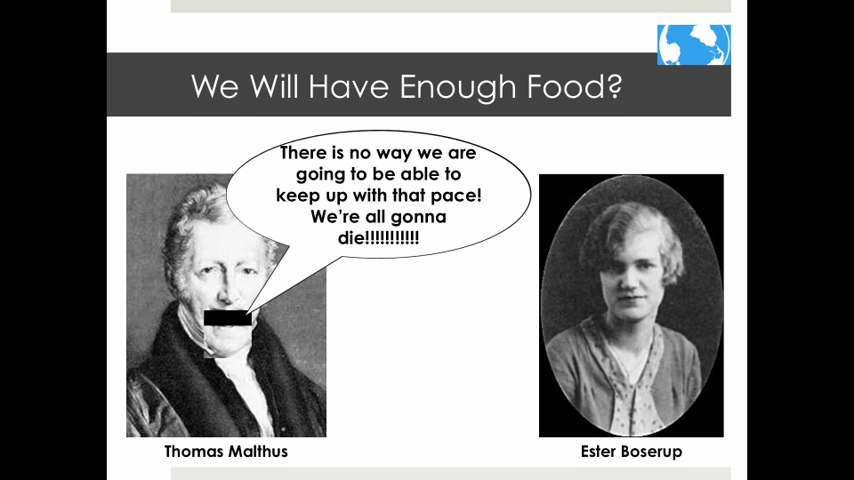 We Will Have Enough Food?
There is no way we are
going to be able to
keep up with that pace!
We're all gonna
die!!!!!!!!!!!
Thomas Malthus
Ester Boserup